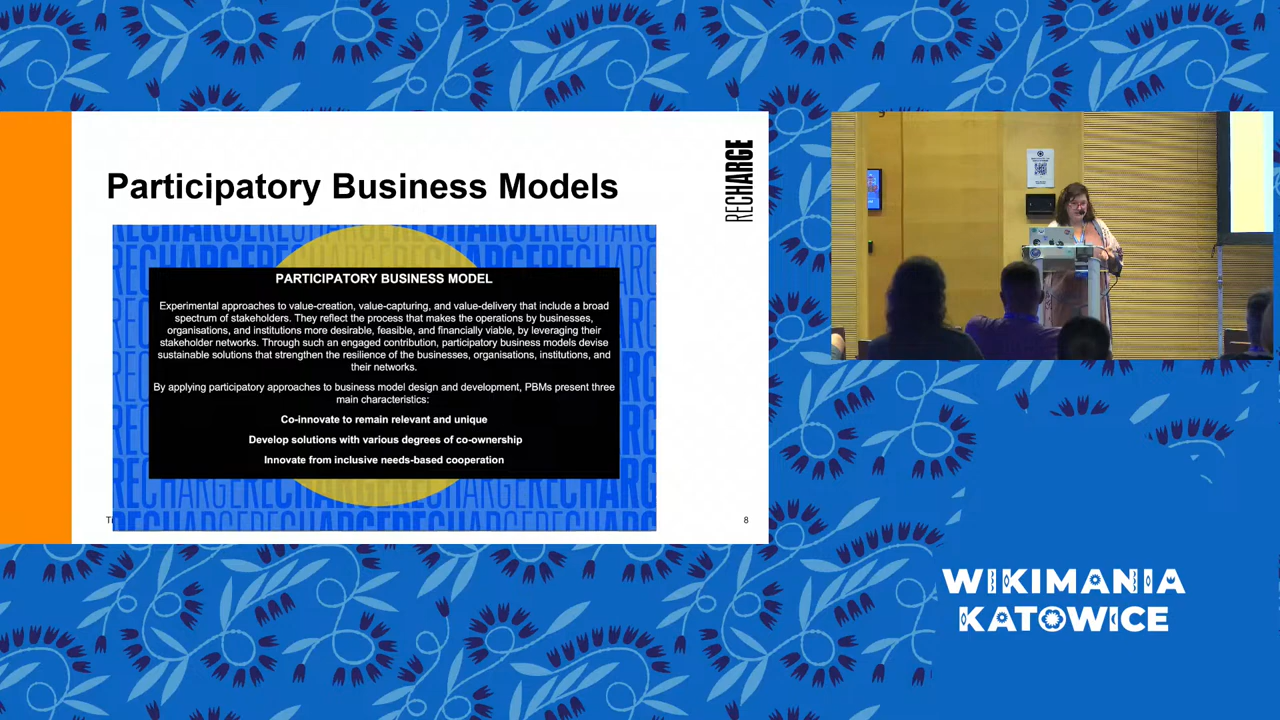 Participatory Business Models
RECHARGE
PARTICIPATORY BUSINESS MODEL
Experimental approaches to value-creation, value-capturing, and value-delivery that include a broad
spectrum of stakeholders. They reflect the process that makes the operations by businesses,
organisations, and institutions more desirable, feasible, and financially viable, by leveraging their
stakeholder networks. Through such an engaged contribution, participatory business models devise
sustainable solutions that strengthen the resilience of the businesses, organisations, institutions, and
their networks.
By applying participatory approaches to business model design and development, PBMs present three
main characteristics:
Co-innovate to remain relevant and unique
Develop solutions with various degrees of co-ownership
Innovate from inclusive needs-based cooperation
8
WIKIMANIA
KATOWICE